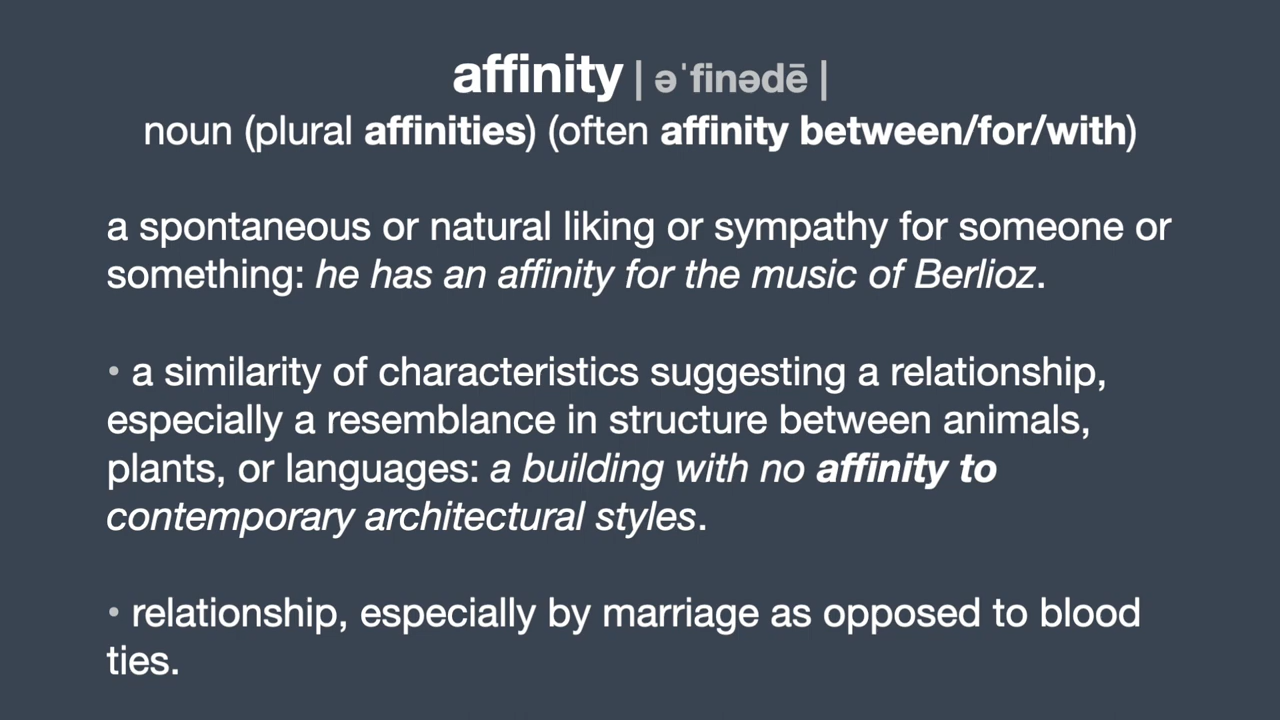 affinity | əˈfinədē |
noun (plural affinities) (often affinity between/for/with)
a spontaneous or natural liking or sympathy for someone or
something: he has an affinity for the music of Berlioz.
• a similarity of characteristics suggesting a relationship,
especially a resemblance in structure between animals,
plants, or languages: a building with no affinity to
contemporary architectural styles.
• relationship, especially by marriage as opposed to blood
ties.